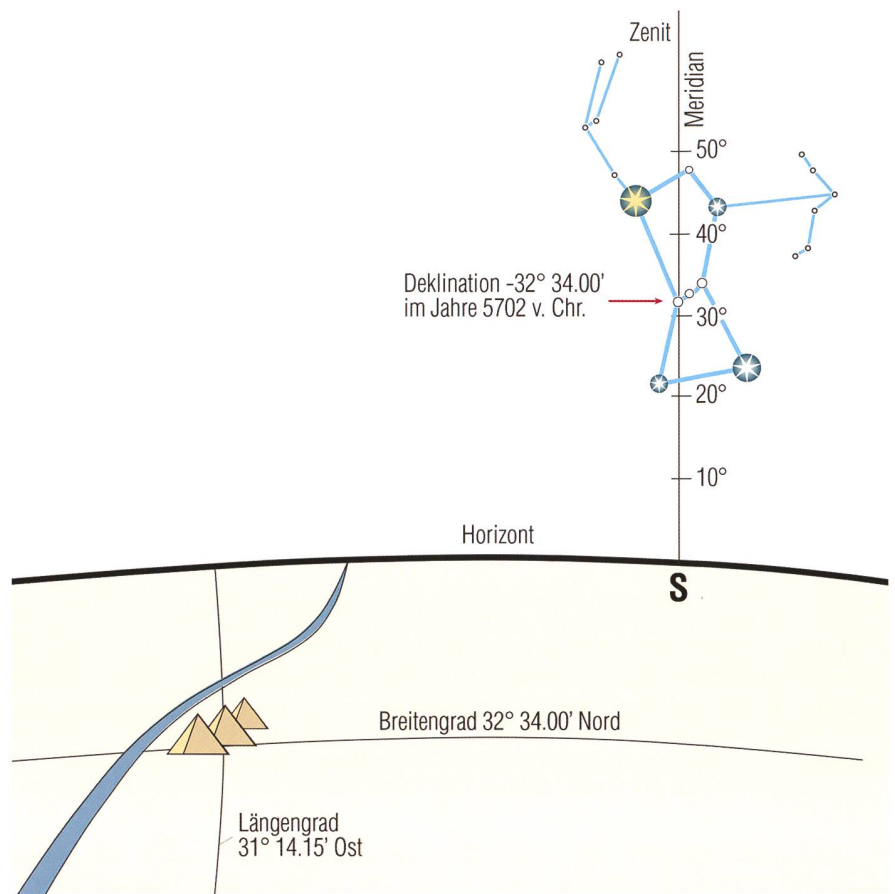 Zenit
Meridian
50°
40°
Deklination -32° 34.00'
im Jahre 5702 v. Chr.
30°
20°
10°
Horizont
S
Breitengrad 32° 34.00' Nord
Längengrad
31° 14.15' Ost